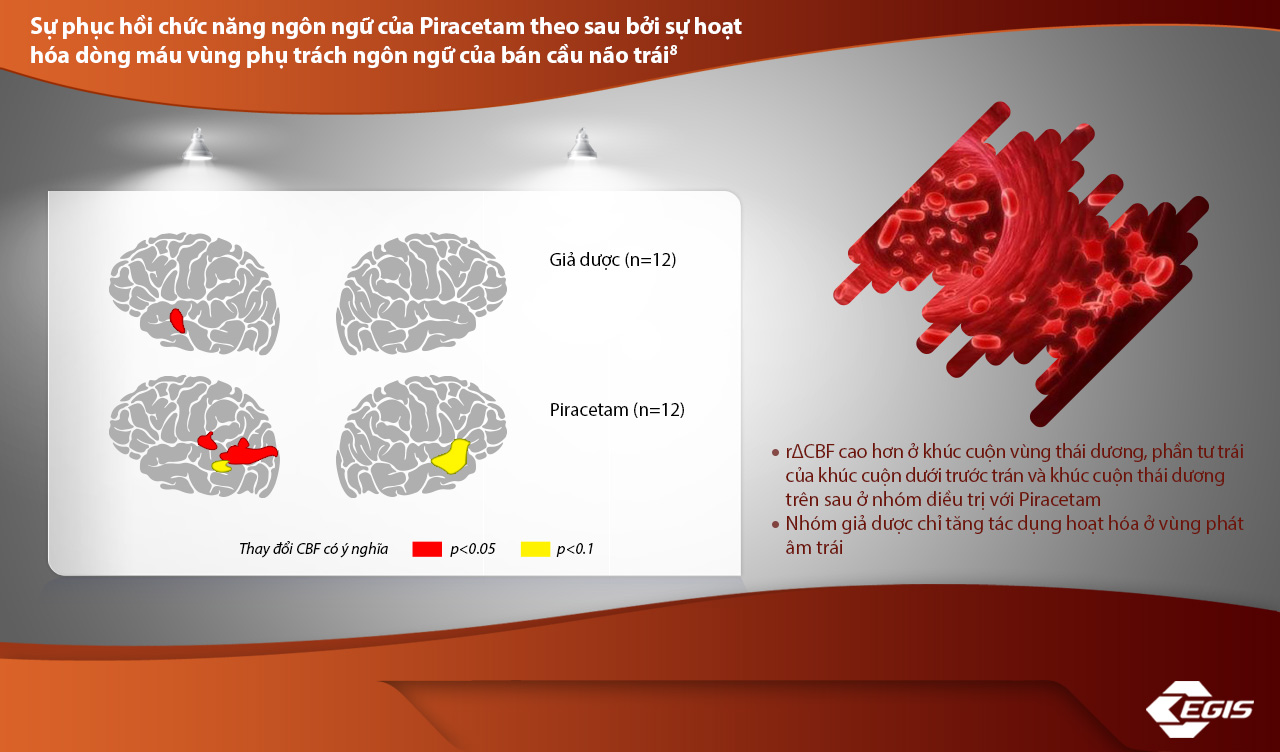 Sự phục hồi chức năng ngôn ngữ của Piracetam theo sau bởi sự hoạt
hóa dòng máu vùng phụ trách ngôn ngữ của bán cầu não trái⁸
Giả dược (n=12)
Piracetam (n=12)
Thay đổi CBF có ý nghĩa p<0.05 p<0.1
• rΔCBF cao hơn ở khúc cuộn vùng thái dương, phần tư trái
của khúc cuộn dưới trước trán và khúc cuộn thái dương
trên sau ở nhóm diều trị với Piracetam
• Nhóm giả dược chỉ tăng tác dụng hoạt hóa ở vùng phát
âm trái
EGIS